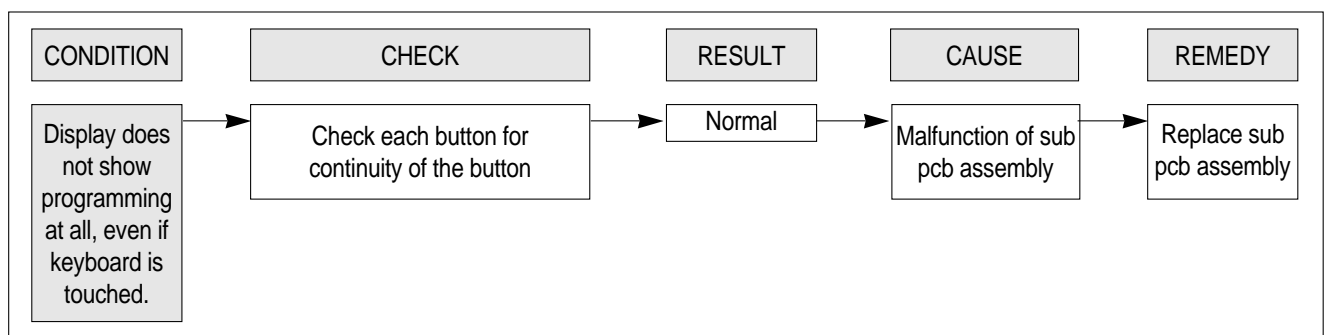 CONDITION
CHECK
RESULT
CAUSE
REMEDY
Display does
not show
programming
at all, even if
keyboard is
touched.
Check each button for
continuity of the button
Normal
Malfunction of sub
pcb assembly
Replace sub
pcb assembly